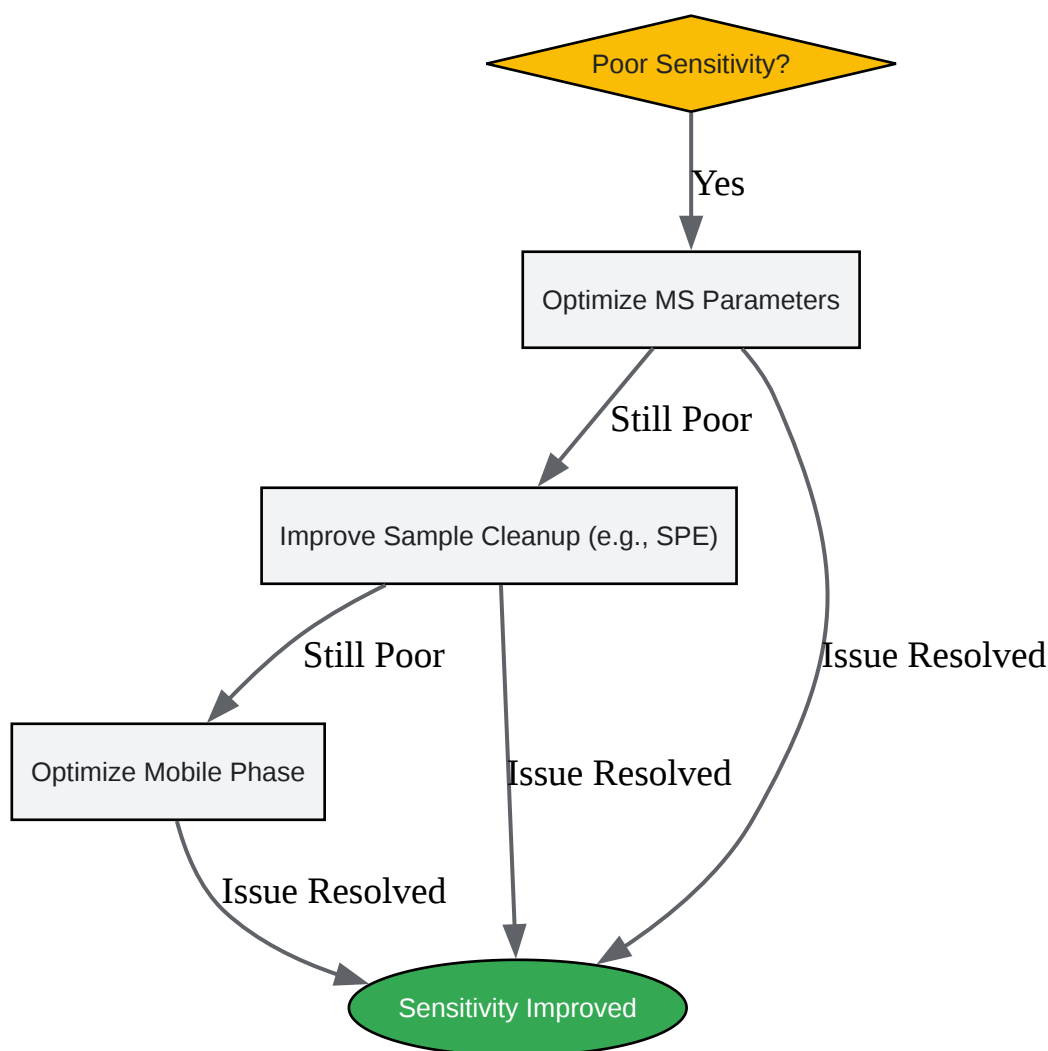 Poor Sensitivity?
Yes
Optimize MS Parameters
Still Poor
Improve Sample Cleanup (e.g., SPE)
Still Poor
Issue Resolved
Optimize Mobile Phase
Issue Resolved
Issue Resolved
Sensitivity Improved